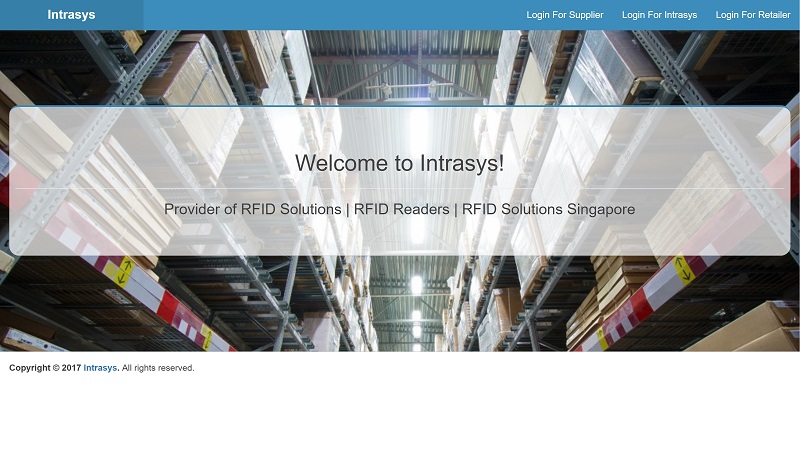 Intrasys
Login For Supplier
Login For Intrasys
Login For Retailer
Welcome to Intrasys!
Provider of RFID Solutions | RFID Readers | RFID Solutions Singapore
Copyright © 2017 Intrasys. All rights reserved.